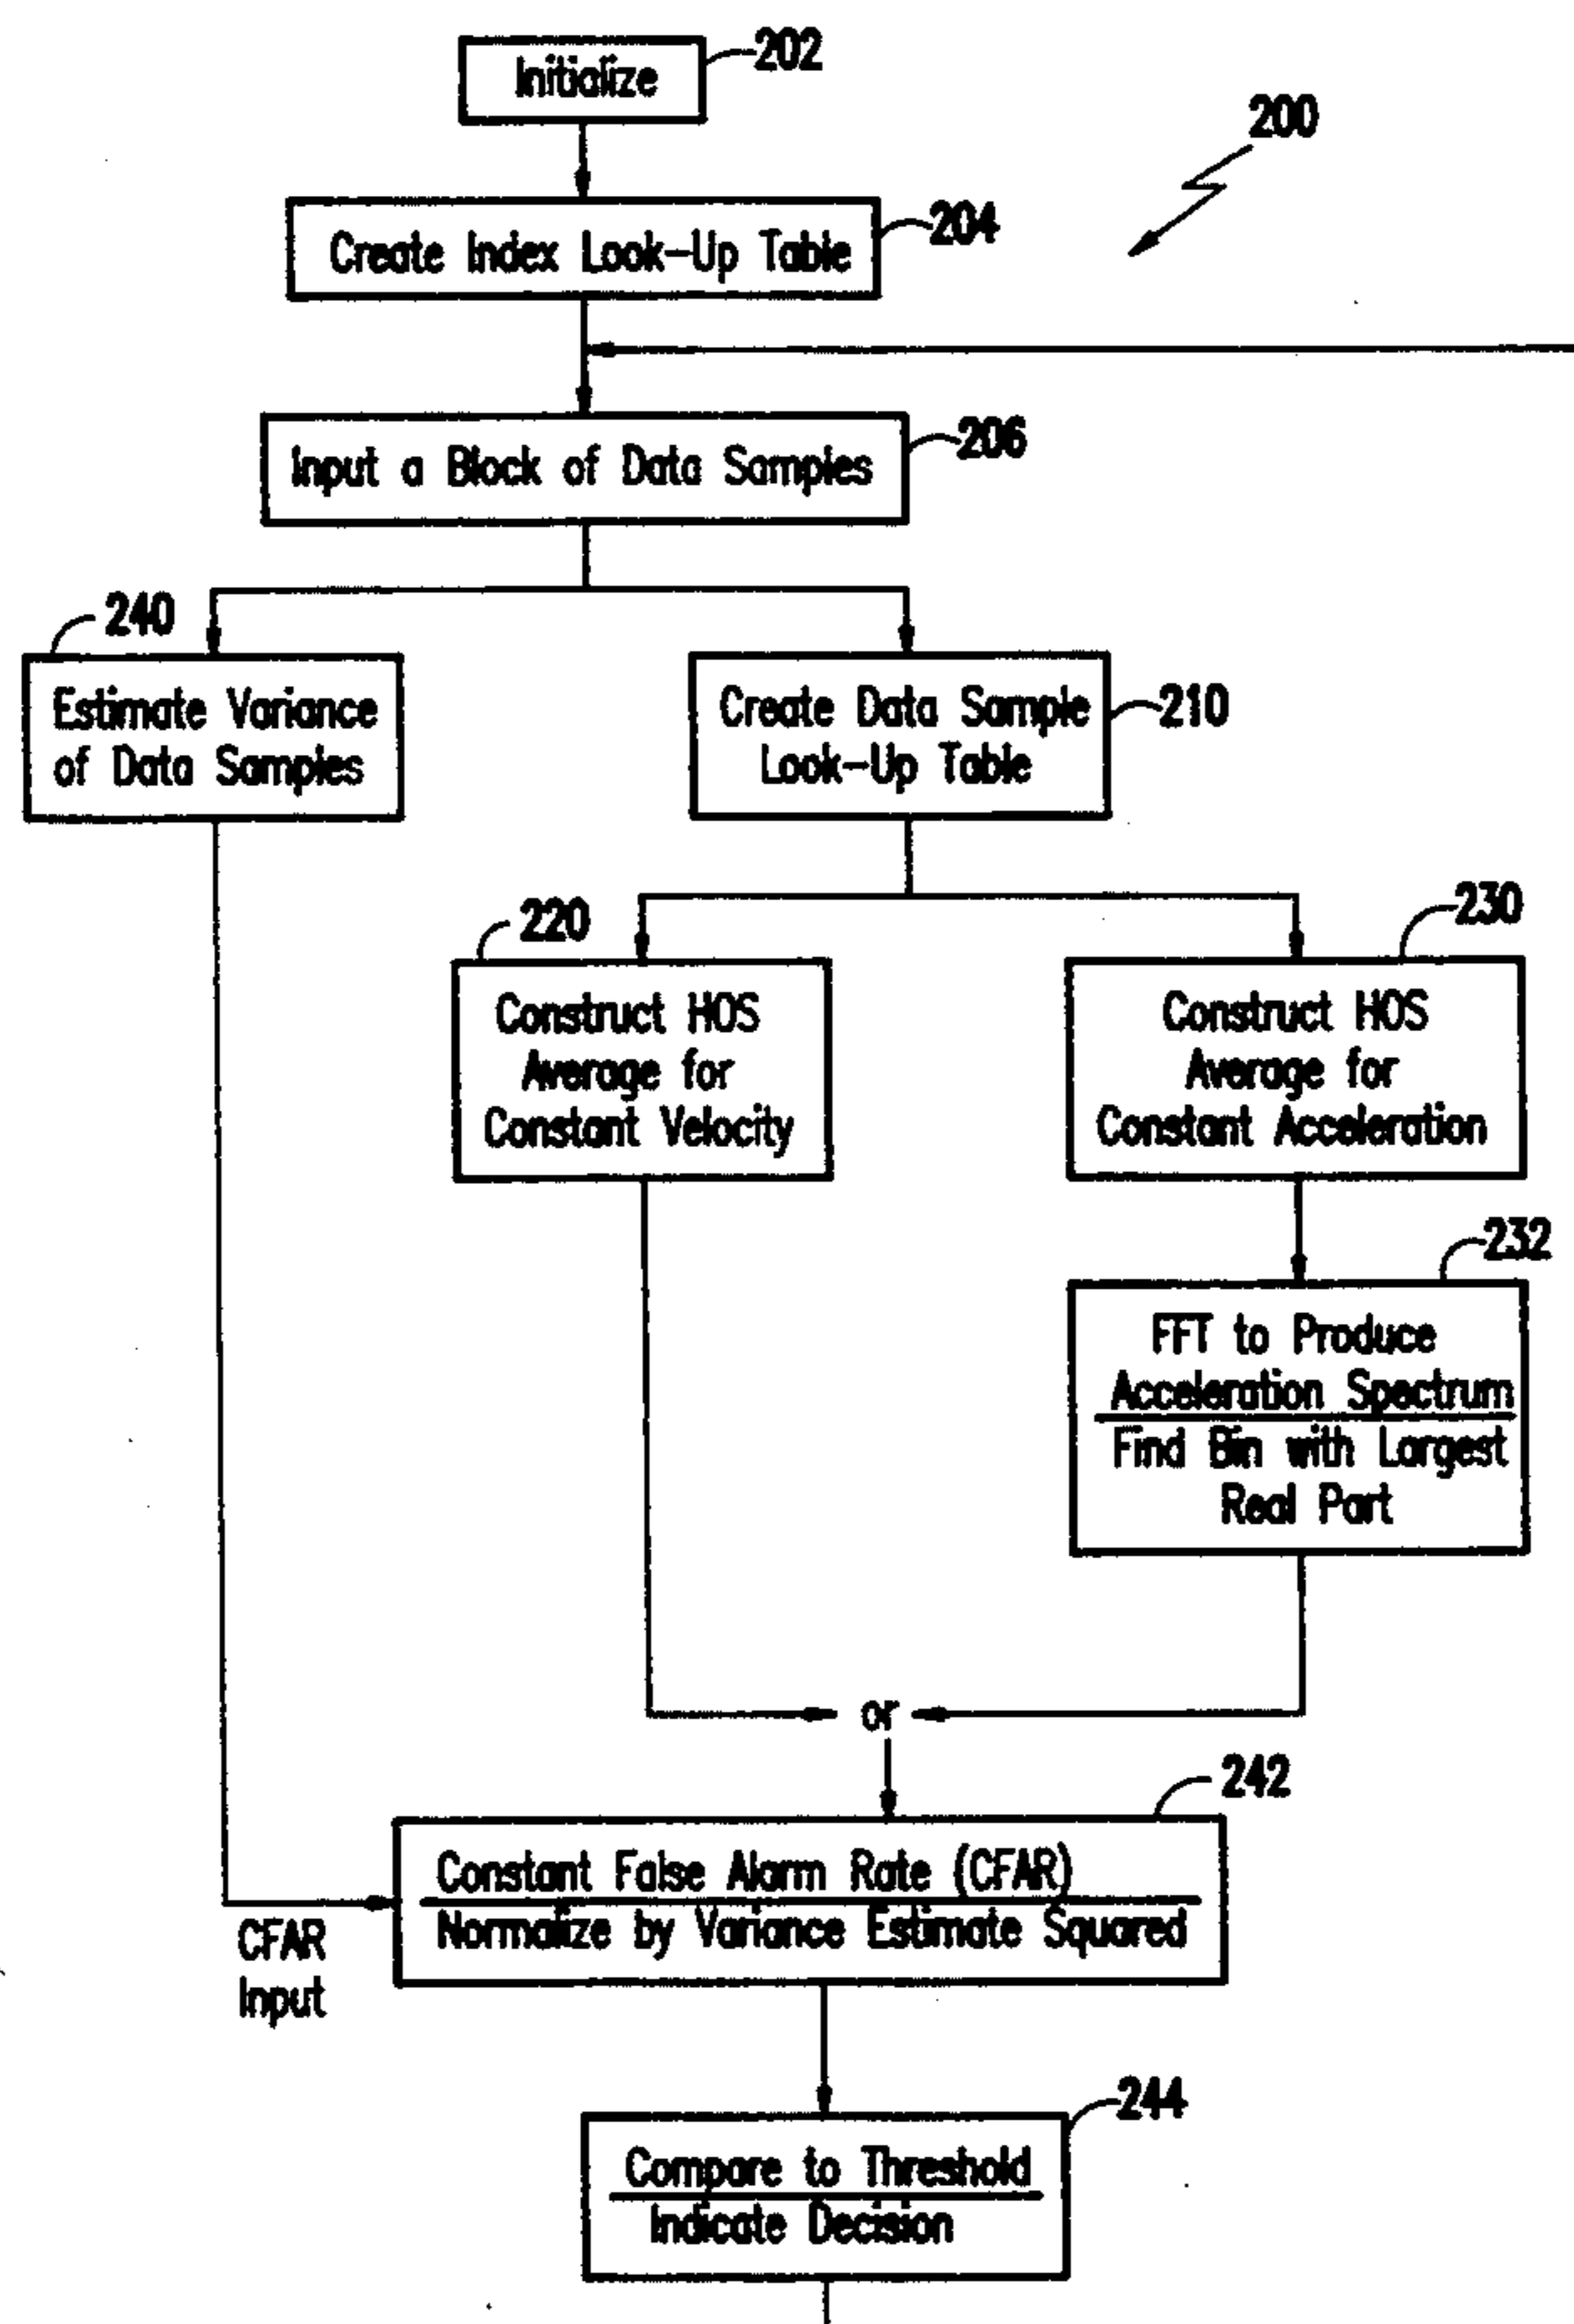 202
Initialize
200
204
Create Index Look-Up Table
206
Input a Block of Data Samples
240
Estimate Variance
of Data Samples
210
Create Data Sample
Look-Up Table
220
Construct HOS
Average for
Constant Velocity
230
Construct HOS
Average for
Constant Acceleration
232
FFT to Produce
Acceleration Spectrum
Find Bin with Largest
Real Part
or
242
Constant False Alarm Rate (CFAR)
Normalize by Variance Estimate Squared
CFAR
Input
244
Compare to Threshold
Indicate Decision